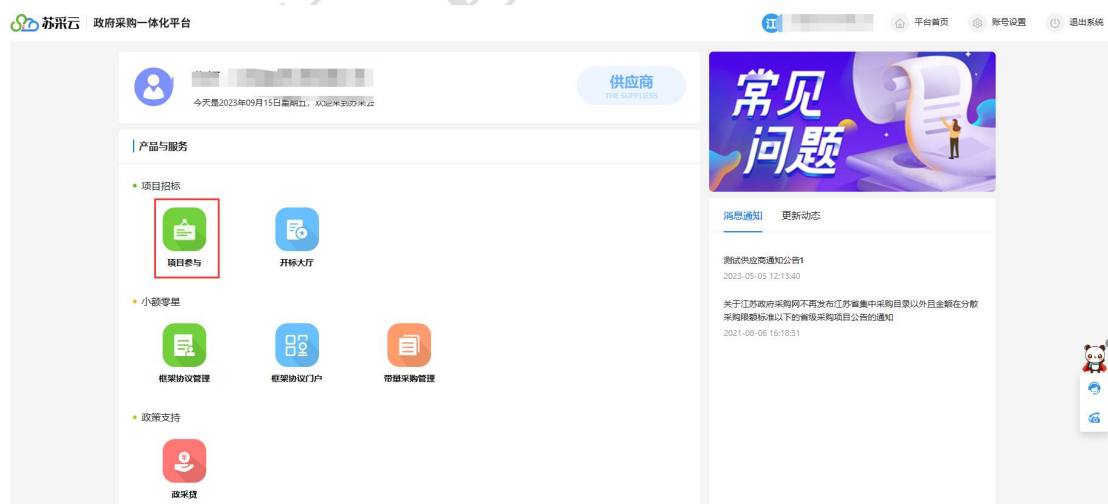 苏采云 政府采购一体化平台
江
平台首页
账号设置
退出系统
今天是2023年09月15日星期五，欢迎来到苏采云
供应商
THE SUPPLIERS
产品与服务
项目招标
项目参与
开标大厅
小额零星
框架协议管理
框架协议门户
带量采购管理
政策支持
政采贷
常见
问题
消息通知
更新动态
测试供应商通知公告1
2023-05-05 12:13:40
关于江苏政府采购网不再发布江苏省集中采购目录以外且金额在分散
采购限额标准以下的省级采购项目公告的通知
2021-08-06 16:18:31